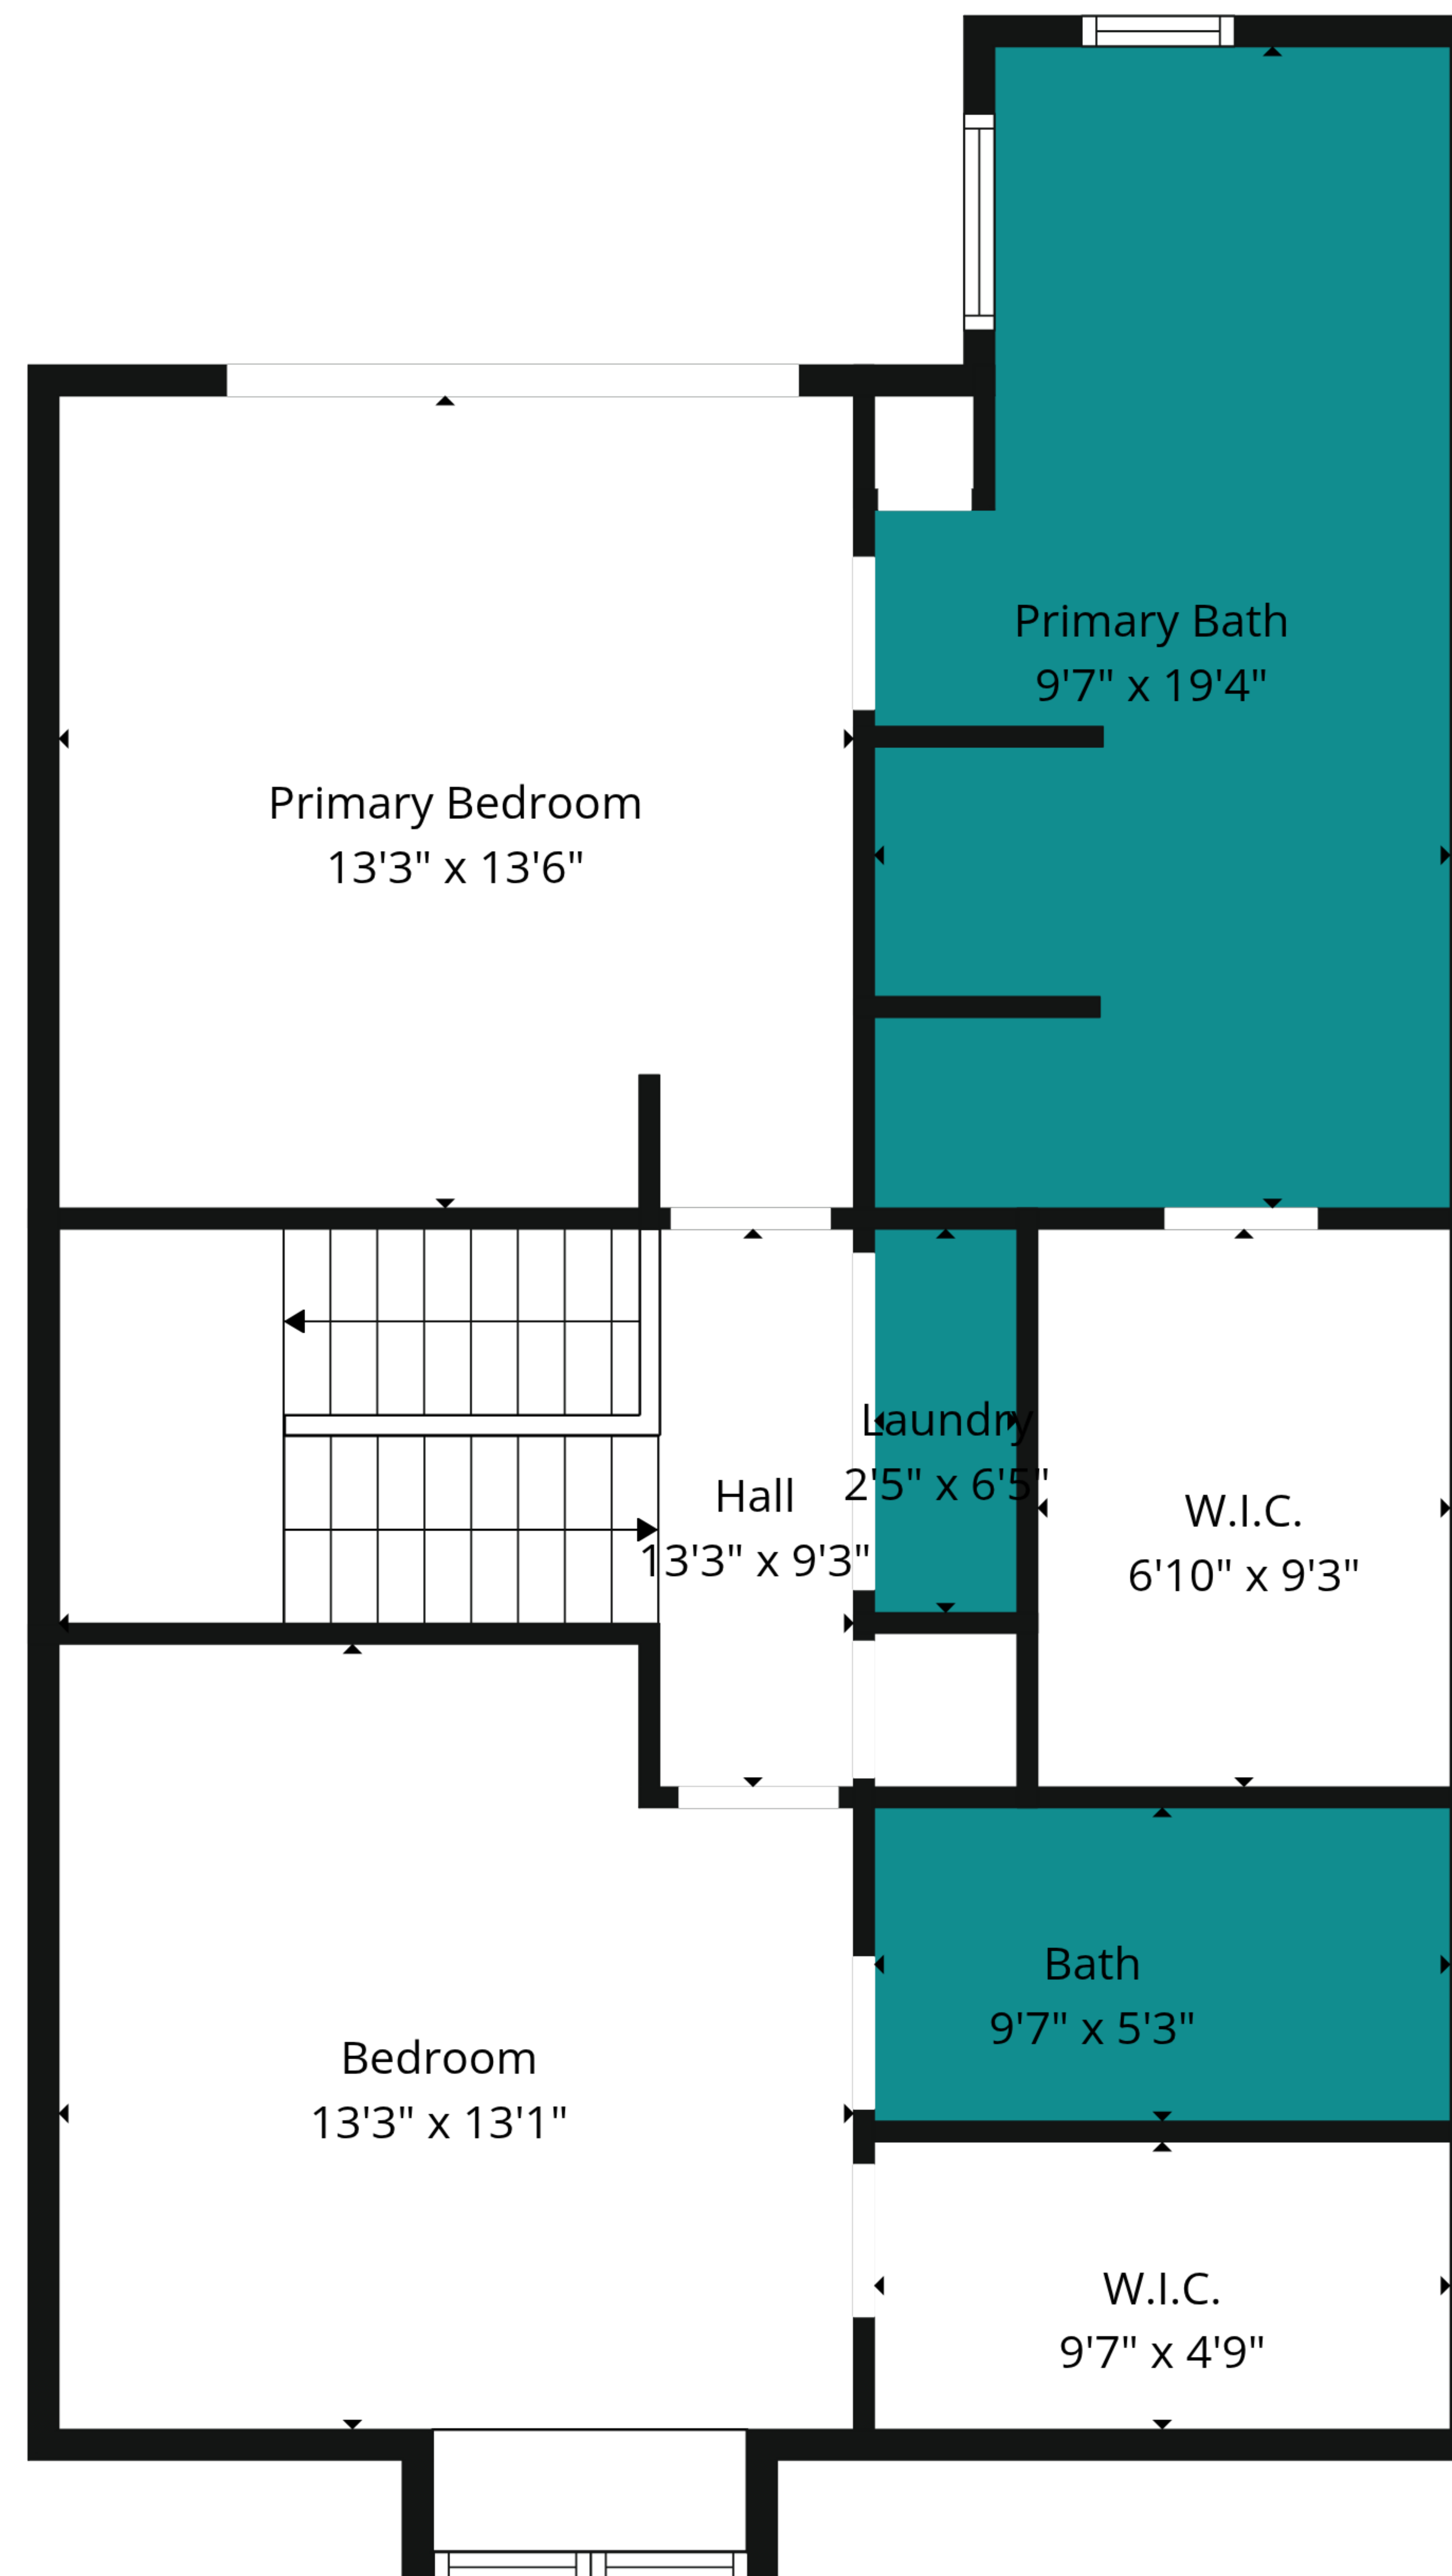 Primary Bath
9'7" x 19'4"
Primary Bedroom
13'3" x 13'6"
Laundry
2'5" x 6'5"
Hall
13'3" x 9'3"
W.I.C.
6'10" x 9'3"
Bath
9'7" x 5'3"
Bedroom
13'3" x 13'1"
W.I.C.
9'7" x 4'9"